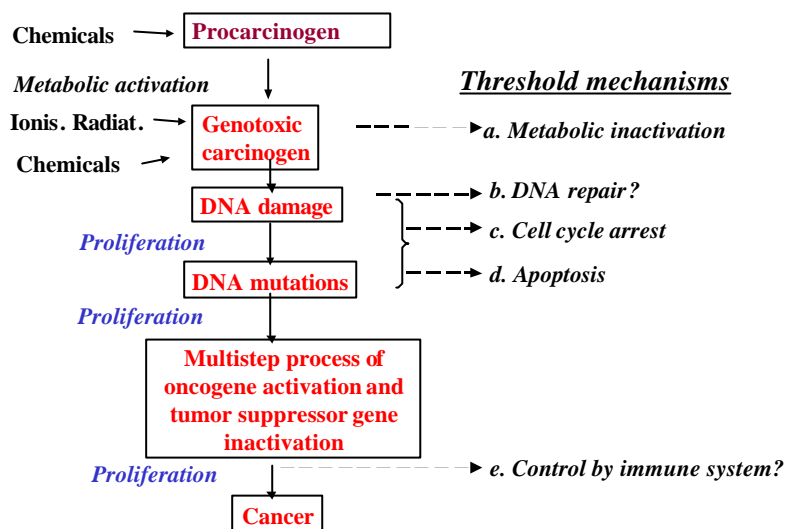 Chemicals
Procarcinogen
Metabolic activation
Threshold mechanisms
Ionis. Radiat.
Genotoxic
carcinogen
a. Metabolic inactivation
Chemicals
DNA damage
b. DNA repair?
Proliferation
c. Cell cycle arrest
DNA mutations
d. Apoptosis
Proliferation
Multistep process of
oncogene activation and
tumor suppressor gene
inactivation
Proliferation
e. Control by immune system?
Cancer